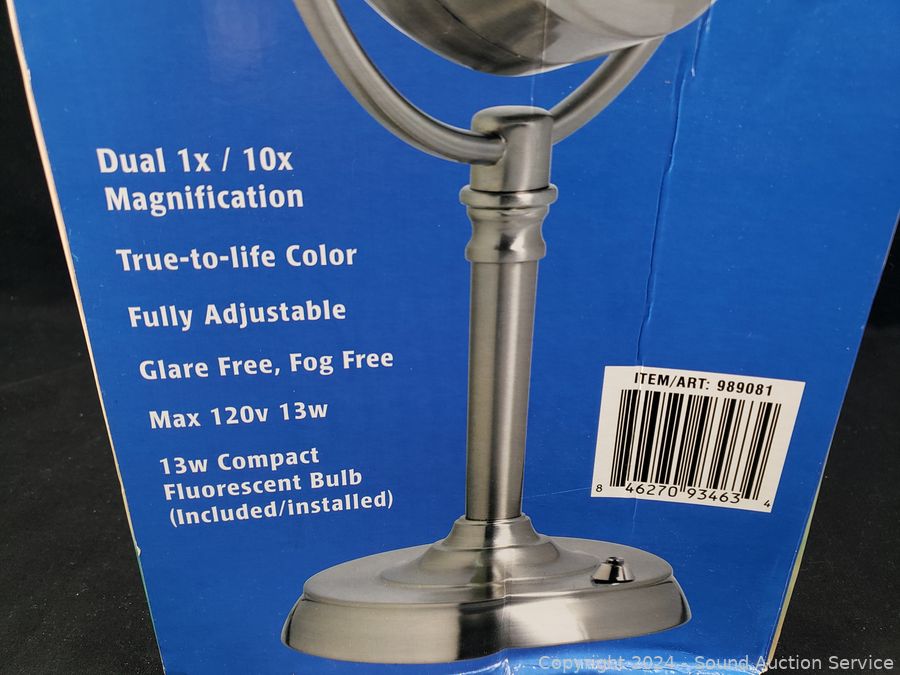 Dual 1x / 10x
Magnification
True-to-life Color
Fully Adjustable
Glare Free, Fog Free
Max 120v 13w
13w Compact
Fluorescent Bulb
(Included/installed)
ITEM/ART: 989081
8 46270 93463 4
Copyright 2024 - Sound Auction Service